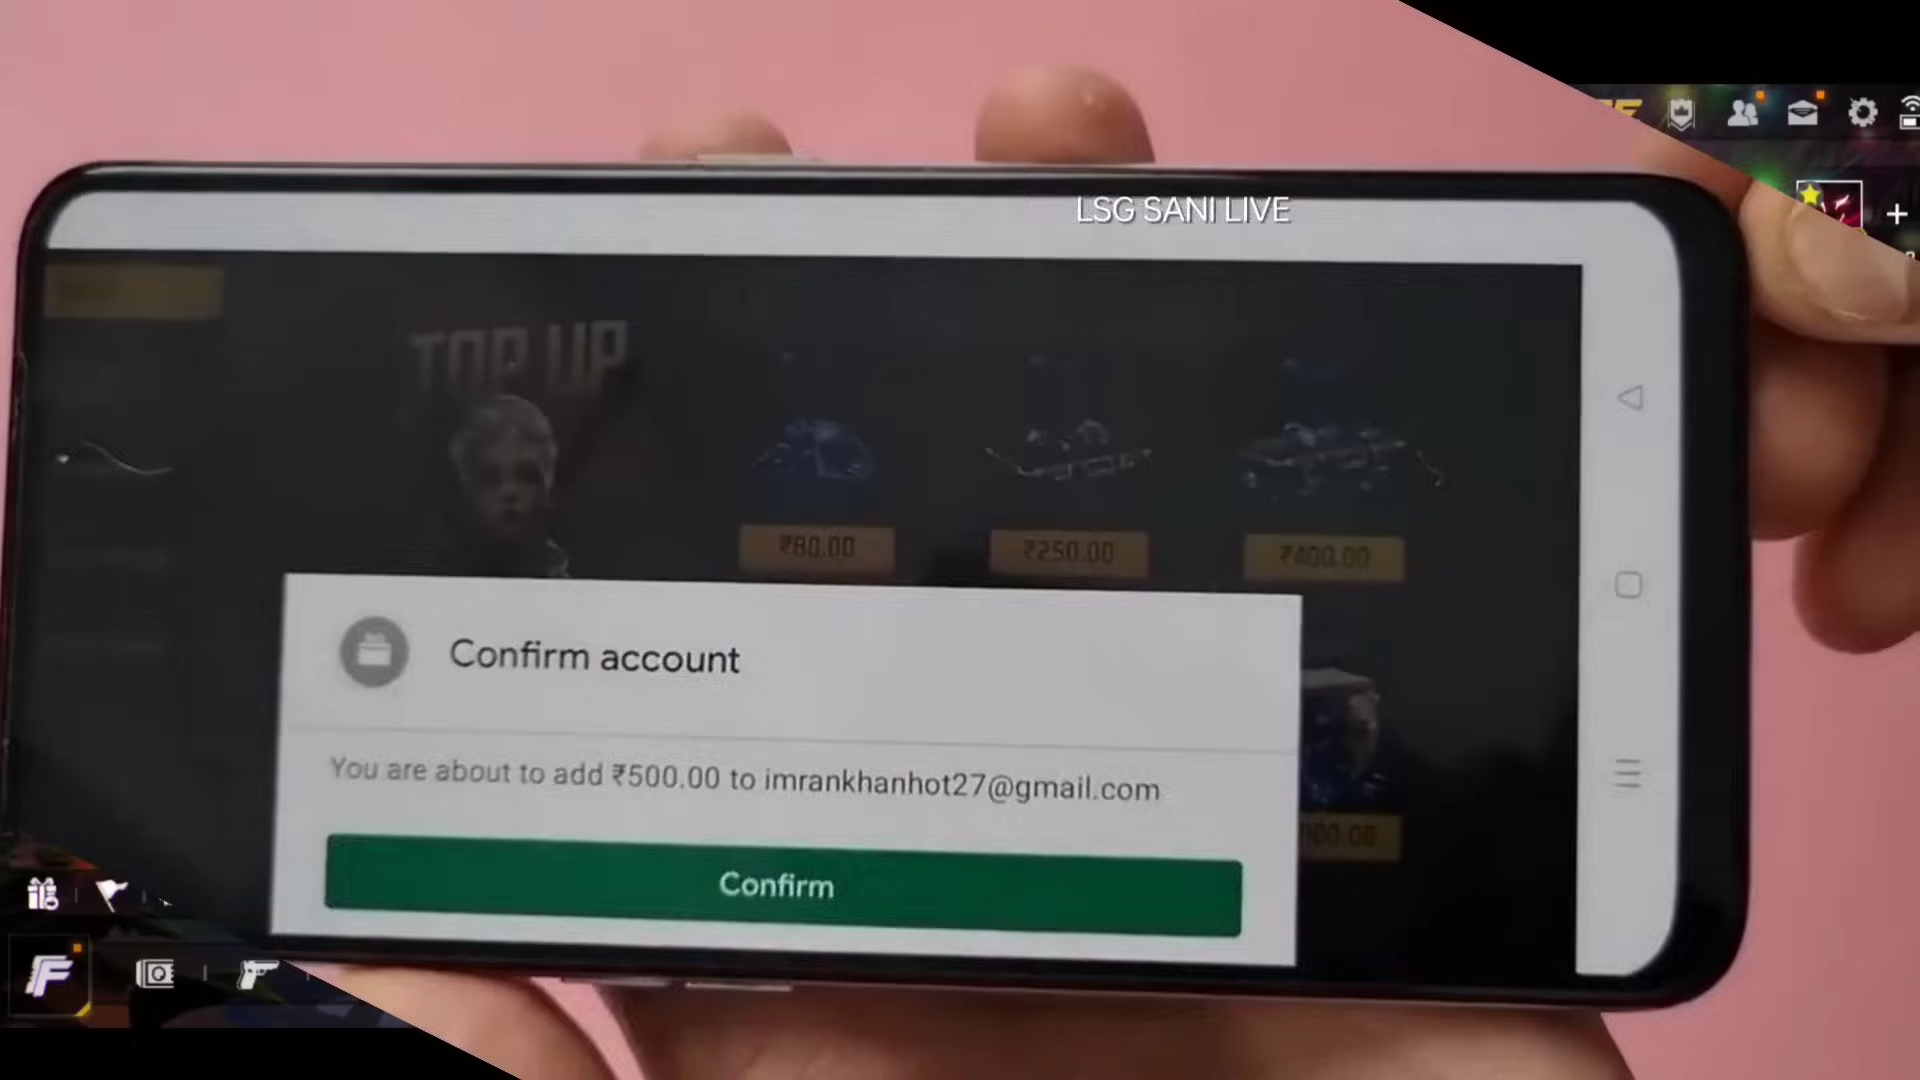 LSG SANI LIVE
TOP UP
₹80.00
₹250.00
₹400.00
Confirm account
You are about to add ₹500.00 to imrankhanhot27@gmail.com
Confirm